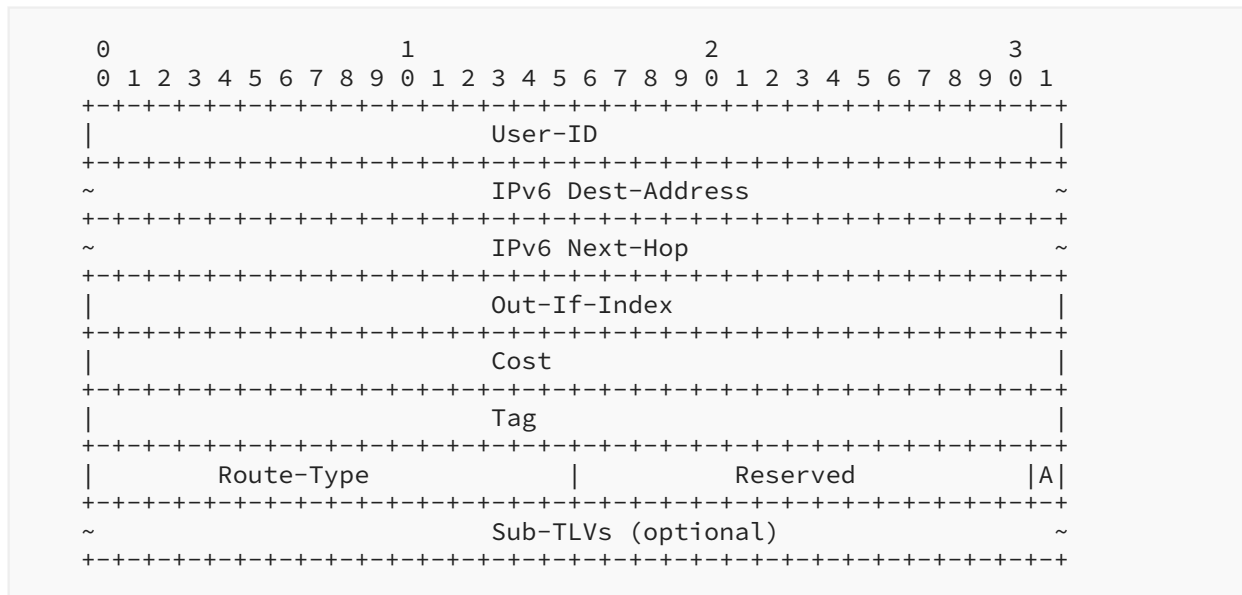 0                   1                   2                   3
 0 1 2 3 4 5 6 7 8 9 0 1 2 3 4 5 6 7 8 9 0 1 2 3 4 5 6 7 8 9 0 1
+-+-+-+-+-+-+-+-+-+-+-+-+-+-+-+-+-+-+-+-+-+-+-+-+-+-+-+-+-+-+-+-+
|                          User-ID                              |
+-+-+-+-+-+-+-+-+-+-+-+-+-+-+-+-+-+-+-+-+-+-+-+-+-+-+-+-+-+-+-+-+
~                          IPv6 Dest-Address                    ~
+-+-+-+-+-+-+-+-+-+-+-+-+-+-+-+-+-+-+-+-+-+-+-+-+-+-+-+-+-+-+-+-+
~                          IPv6 Next-Hop                        ~
+-+-+-+-+-+-+-+-+-+-+-+-+-+-+-+-+-+-+-+-+-+-+-+-+-+-+-+-+-+-+-+-+
|                          Out-If-Index                         |
+-+-+-+-+-+-+-+-+-+-+-+-+-+-+-+-+-+-+-+-+-+-+-+-+-+-+-+-+-+-+-+-+
|                          Cost                                 |
+-+-+-+-+-+-+-+-+-+-+-+-+-+-+-+-+-+-+-+-+-+-+-+-+-+-+-+-+-+-+-+-+
|                          Tag                                  |
+-+-+-+-+-+-+-+-+-+-+-+-+-+-+-+-+-+-+-+-+-+-+-+-+-+-+-+-+-+-+-+-+
|        Route-Type             |          Reserved           |A|
+-+-+-+-+-+-+-+-+-+-+-+-+-+-+-+-+-+-+-+-+-+-+-+-+-+-+-+-+-+-+-+-+
~                          Sub-TLVs (optional)                  ~
+-+-+-+-+-+-+-+-+-+-+-+-+-+-+-+-+-+-+-+-+-+-+-+-+-+-+-+-+-+-+-+-+